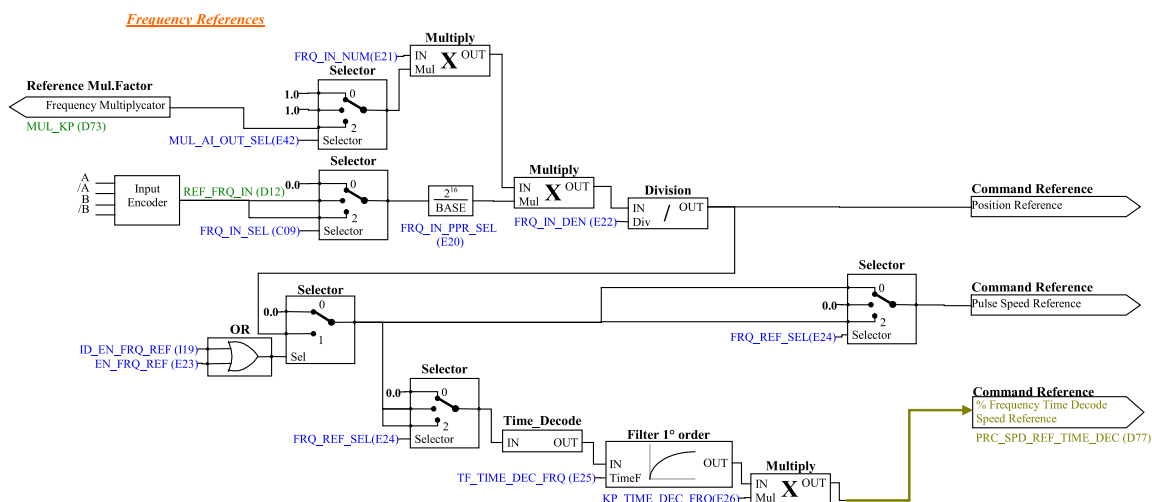 Frequency References
Multiply
FRQ_IN_NUM(E21)
IN
OUT
Mul
X
Selector
Reference Mul.Factor
Frequency Multiplycator
MUL_KP (D73)
1.0
0
1.0
2
MUL_AI_OUT_SEL(E42)
Selector
Selector
A
/A
B
/B
Input
Encoder
REF_FRQ_IN (D12)
0.0
0
2
FRQ_IN_SEL (C09)
Selector
2^16
BASE
FRQ_IN_PPR_SEL
(E20)
Multiply
IN
OUT
Mul
X
FRQ_IN_DEN (E22)
Division
IN
OUT
Div
/
Command Reference
Position Reference
Selector
0
0.0
2
FRQ_REF_SEL(E24)
Selector
Command Reference
Pulse Speed Reference
Selector
0.0
0
1
Sel
OR
ID_EN_FRQ_REF (I19)
EN_FRQ_REF (E23)
Selector
0.0
0
2
FRQ_REF_SEL(E24)
Selector
Time_Decode
IN
OUT
TF_TIME_DEC_FRQ (E25)
Filter 1° order
IN
OUT
TimeF
KP_TIME_DEC_FRQ(E26)
Multiply
IN
OUT
Mul
X
Command Reference
% Frequency Time Decode
Speed Reference
PRC_SPD_REF_TIME_DEC (D77)